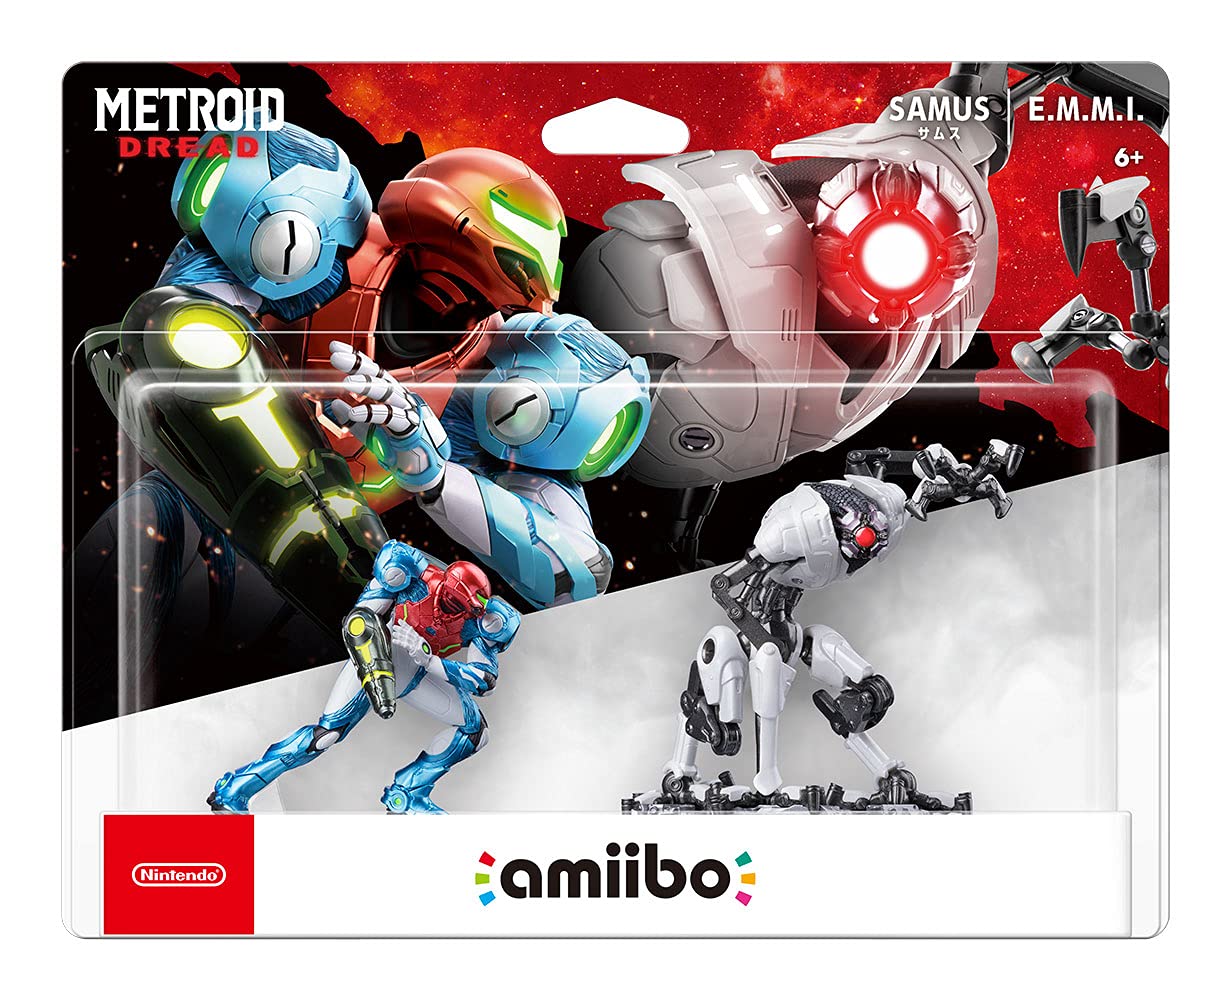 METROID
DREAD
SAMUS | E.M.M.I.
サムス
6+
Nintendo
amiibo